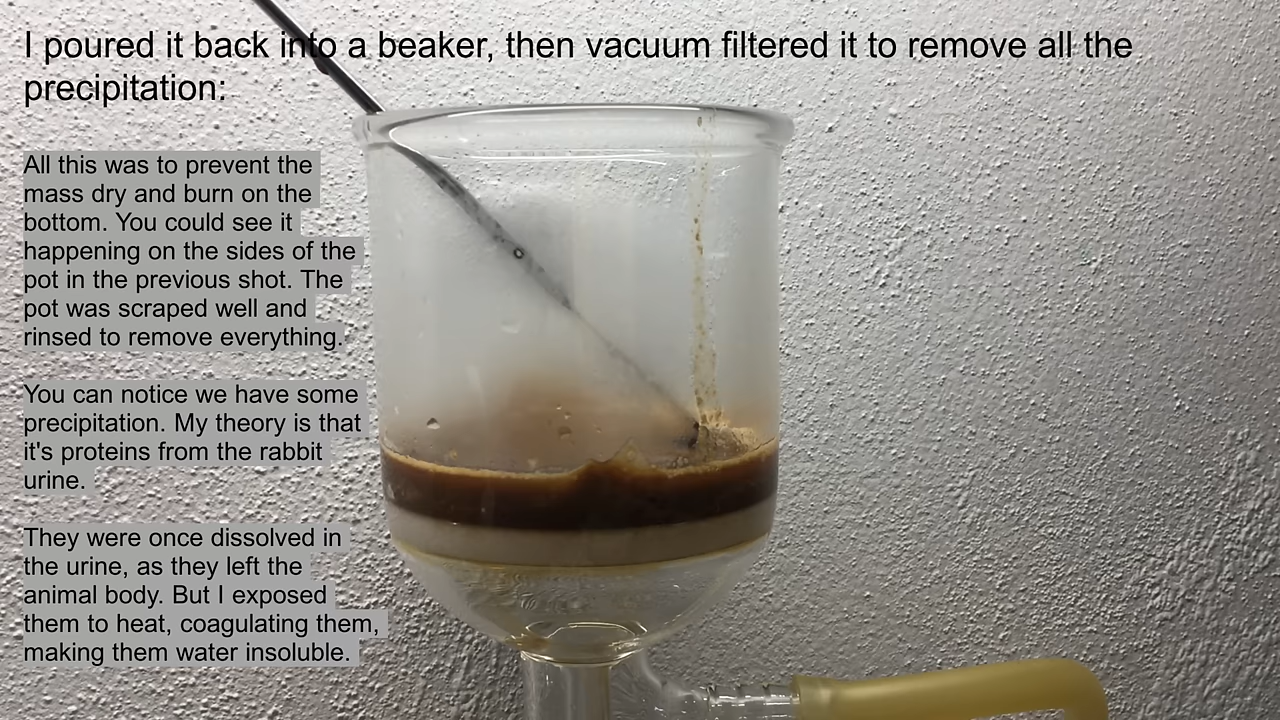 I poured it back into a beaker, then vacuum filtered it to remove all the
precipitation:
All this was to prevent the
mass dry and burn on the
bottom. You could see it
happening on the sides of the
pot in the previous shot. The
pot was scraped well and
rinsed to remove everything.
You can notice we have some
precipitation. My theory is that
it's proteins from the rabbit
urine.
They were once dissolved in
the urine, as they left the
animal body. But I exposed
them to heat, coagulating them,
making them water insoluble.